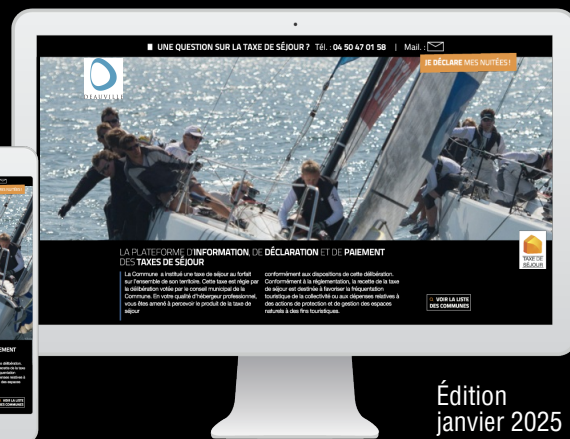 UNE QUESTION SUR LA TAXE DE SÉJOUR ? Tél. : 04 50 47 01 58 | Mail. :
JE DÉCLARE MES NUITÉES !
DEAUVILLE
LA PLATEFORME D'INFORMATION, DE DÉCLARATION ET DE PAIEMENT
DES TAXES DE SÉJOUR
La Commune a institué une taxe de séjour au forfait
sur l'ensemble de son territoire. Cette taxe est régie par
la délibération votée par le conseil municipal de la
Commune. En votre qualité d'hébergeur professionnel,
vous êtes amené à percevoir le produit de la taxe de
séjour
conformément aux dispositions de cette délibération.
Conformément à la réglementation, la recette de la taxe
de séjour est destinée à favoriser la fréquentation
touristique de la collectivité ou aux dépenses relatives à
des actions de protection et de gestion des espaces
naturels à des fins touristiques.
TAXE DE
SÉJOUR
VOIR LA LISTE
DES COMMUNES
VOIR LA LISTE
DES COMMUNES
Édition
janvier 2025